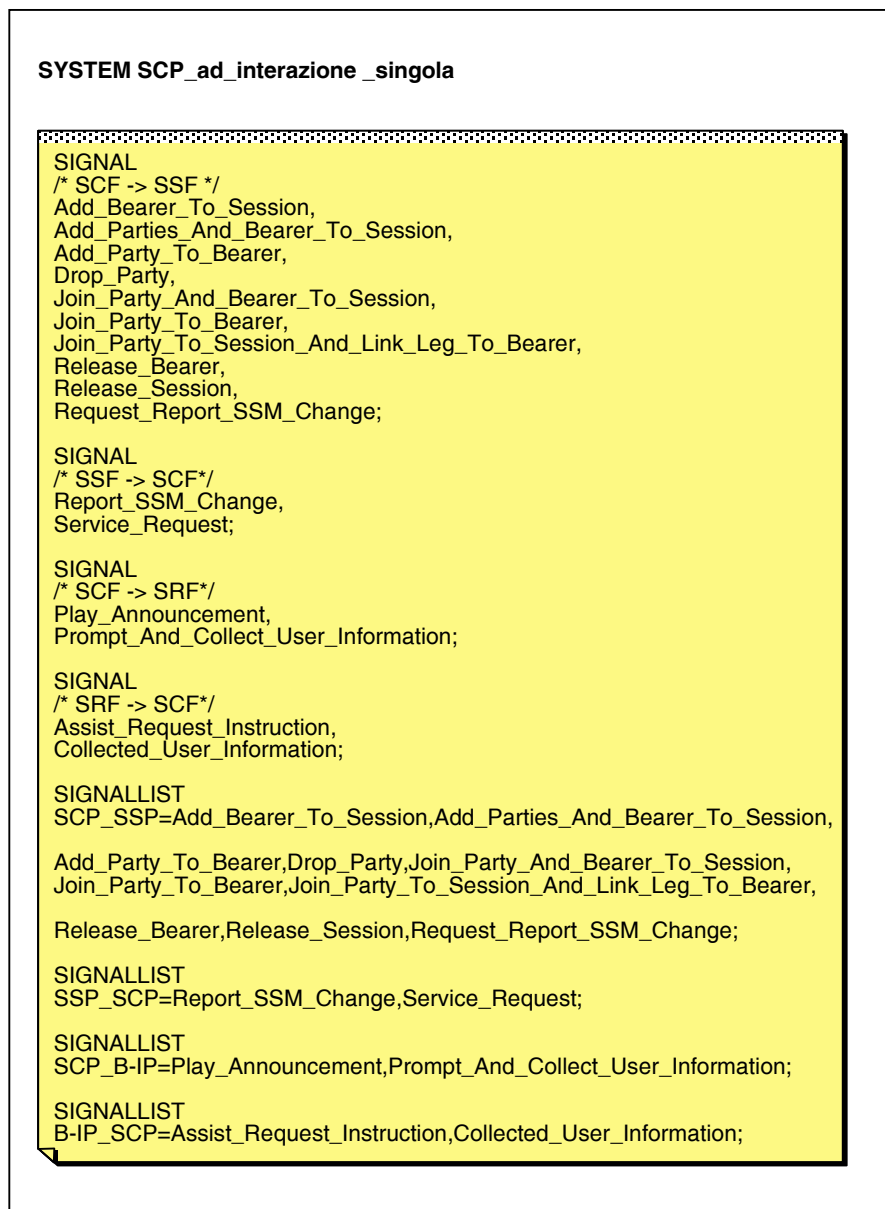 SYSTEM SCP_ad_interazione _singola
SIGNAL
/* SCF -> SSF */
Add_Bearer_To_Session,
Add_Parties_And_Bearer_To_Session,
Add_Party_To_Bearer,
Drop_Party,
Join_Party_And_Bearer_To_Session,
Join_Party_To_Bearer,
Join_Party_To_Session_And_Link_Leg_To_Bearer,
Release_Bearer,
Release_Session,
Request_Report_SSM_Change;
SIGNAL
/* SSF -> SCF*/
Report_SSM_Change,
Service_Request;
SIGNAL
/* SCF -> SRF*/
Play_Announcement,
Prompt_And_Collect_User_Information;
SIGNAL
/* SRF -> SCF*/
Assist_Request_Instruction,
Collected_User_Information;
SIGNALLIST
SCP_SSP=Add_Bearer_To_Session,Add_Parties_And_Bearer_To_Session,
Add_Party_To_Bearer,Drop_Party,Join_Party_And_Bearer_To_Session,
Join_Party_To_Bearer,Join_Party_To_Session_And_Link_Leg_To_Bearer,
Release_Bearer,Release_Session,Request_Report_SSM_Change;
SIGNALLIST
SSP_SCP=Report_SSM_Change,Service_Request;
SIGNALLIST
SCP_B-IP=Play_Announcement,Prompt_And_Collect_User_Information;
SIGNALLIST
B-IP_SCP=Assist_Request_Instruction,Collected_User_Information;